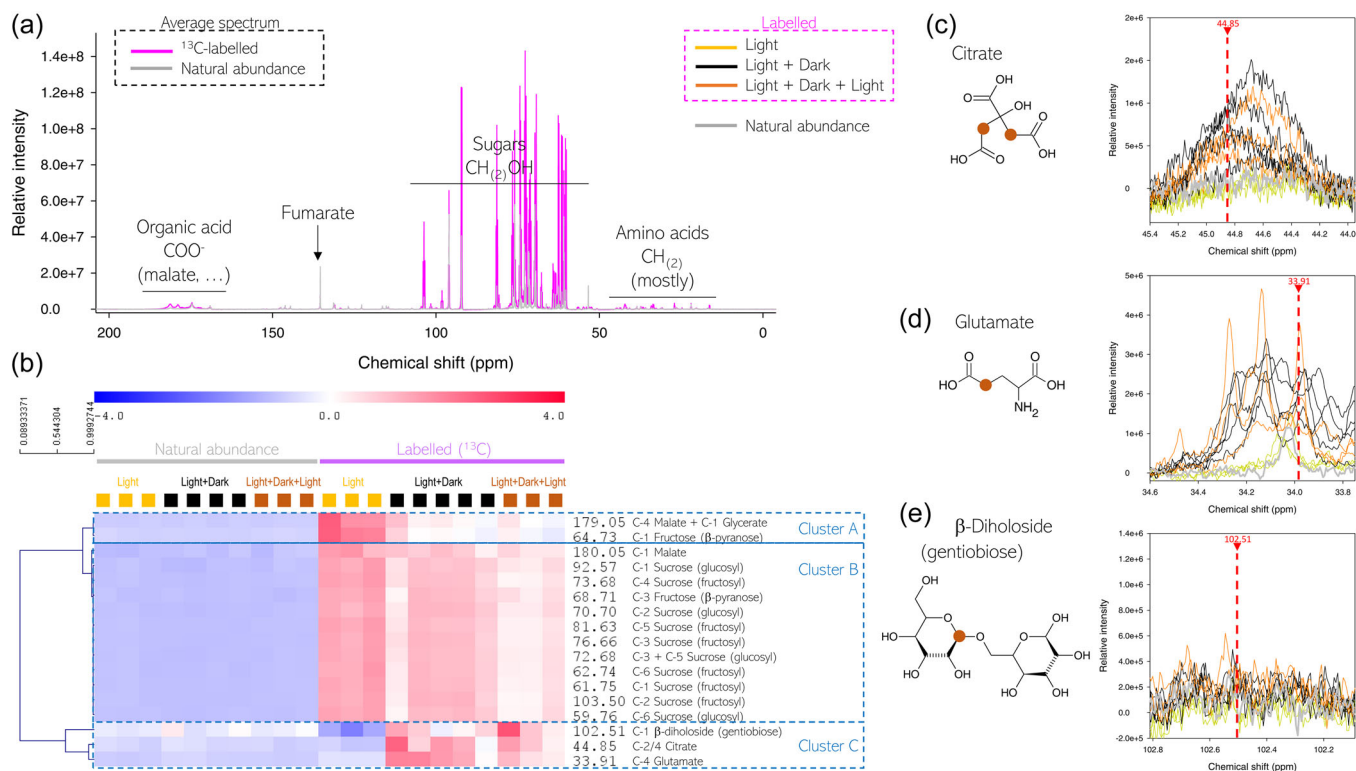 (a)
Average spectrum
¹³C-labelled
Natural abundance
Labelled
Light
Light + Dark
Light + Dark + Light
Natural abundance
Relative intensity
1.4e+8
1.2e+8
1.0e+8
8.0e+7
6.0e+7
4.0e+7
2.0e+7
0.0
Sugars
CH(2)OH
Fumarate
Organic acid
COO⁻
(malate, ...)
Amino acids
CH(2)
(mostly)
200 150 100 50 0
Chemical shift (ppm)
(b)
-4.0 0.0 4.0
0.08933371
0.544304
0.9992744
Natural abundance Labelled (¹³C)
Light Light+Dark Light+Dark+Light Light Light+Dark Light+Dark+Light
179.05 C-4 Malate + C-1 Glycerate Cluster A
64.73 C-1 Fructose (β-pyranose)
180.05 C-1 Malate
92.57 C-1 Sucrose (glucosyl) Cluster B
73.68 C-4 Sucrose (fructosyl)
68.71 C-3 Fructose (β-pyranose)
70.70 C-2 Sucrose (glucosyl)
81.63 C-5 Sucrose (fructosyl)
76.66 C-3 Sucrose (fructosyl)
72.68 C-3 + C-5 Sucrose (glucosyl)
62.74 C-6 Sucrose (fructosyl)
61.75 C-1 Sucrose (fructosyl)
103.50 C-2 Sucrose (fructosyl)
59.76 C-6 Sucrose (glucosyl)
102.51 C-1 β-diholoside (gentiobiose)
44.85 C-2/4 Citrate Cluster C
33.91 C-4 Glutamate
(c)
Citrate
OH
O
OH
O
HO
O
OH
44.85
Relative intensity
2e+6
2e+6
1e+6
5e+5
0
45.4 45.2 45.0 44.8 44.6 44.4 44.2 44.0
Chemical shift (ppm)
(d)
Glutamate
O
O
HO
OH
NH₂
33.91
Relative intensity
5e+6
4e+6
3e+6
2e+6
1e+6
0
34.6 34.4 34.2 34.0 33.8
Chemical shift (ppm)
(e)
β-Diholoside
(gentiobiose)
OH
HO
O
O
O
OH
HO
OH
OH
HO
OH
OH
102.51
Relative intensity
1.4e+6
1.2e+6
1.0e+6
8.0e+5
6.0e+5
4.0e+5
2.0e+5
0.0
-2.0e+5
102.8 102.6 102.4 102.2
Chemical shift (ppm)